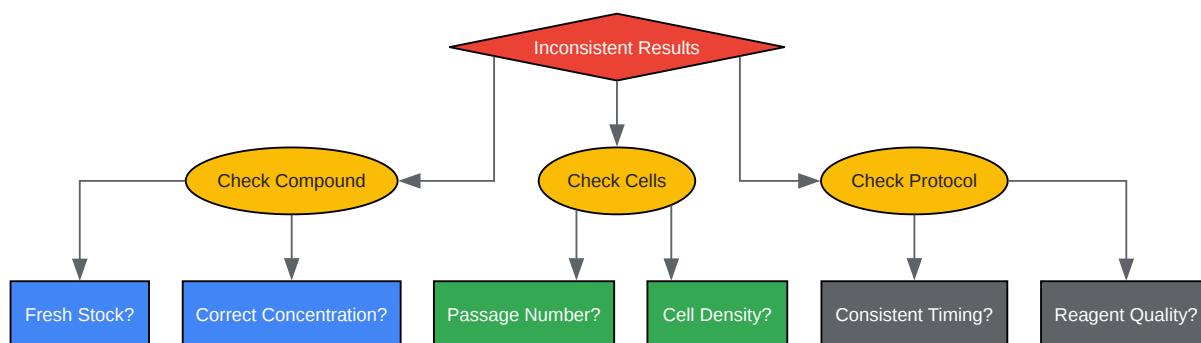 Inconsistent Results
Check Compound
Check Cells
Check Protocol
Fresh Stock?
Correct Concentration?
Passage Number?
Cell Density?
Consistent Timing?
Reagent Quality?